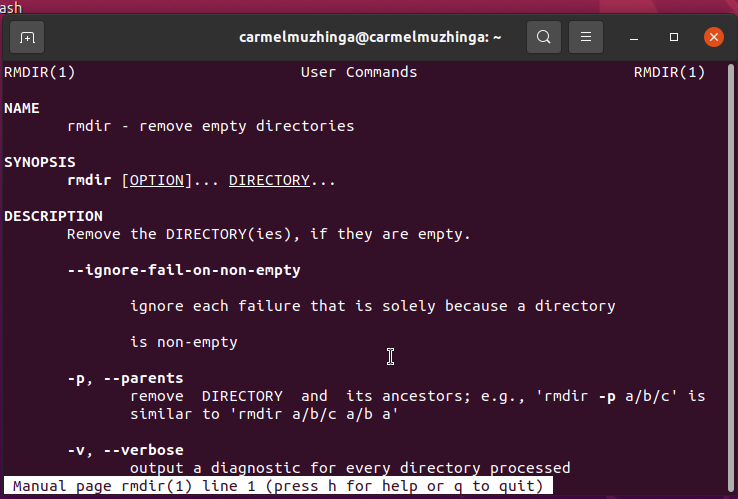 ash
carmelmuzhinga@carmelmuzhinga: ~
RMDIR(1) User Commands RMDIR(1)
NAME
rmdir - remove empty directories
SYNOPSIS
rmdir [OPTION]... DIRECTORY...
DESCRIPTION
Remove the DIRECTORY(ies), if they are empty.
--ignore-fail-on-non-empty
ignore each failure that is solely because a directory
is non-empty
-p, --parents
remove DIRECTORY and its ancestors; e.g., 'rmdir -p a/b/c' is
similar to 'rmdir a/b/c a/b a'
-v, --verbose
output a diagnostic for every directory processed
Manual page rmdir(1) line 1 (press h for help or q to quit)